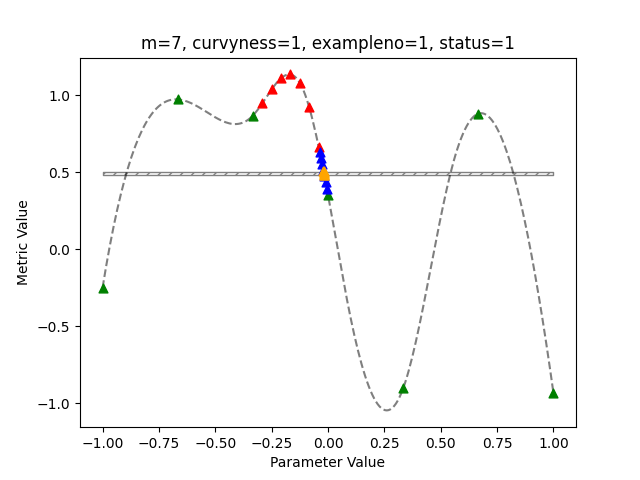 m=7, curvyness=1, exampleno=1, status=1
Metric Value
1.0
0.5
0.0
−0.5
−1.0
−1.00 −0.75 −0.50 −0.25 0.00 0.25 0.50 0.75 1.00
Parameter Value